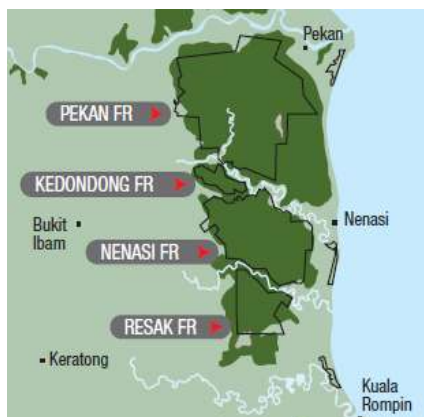 Pekan
PEKAN FR
KEDONDONG FR
Bukit
Ibam
Nenasi
NENASI FR
RESAK FR
Keratong
Kuala
Rompin